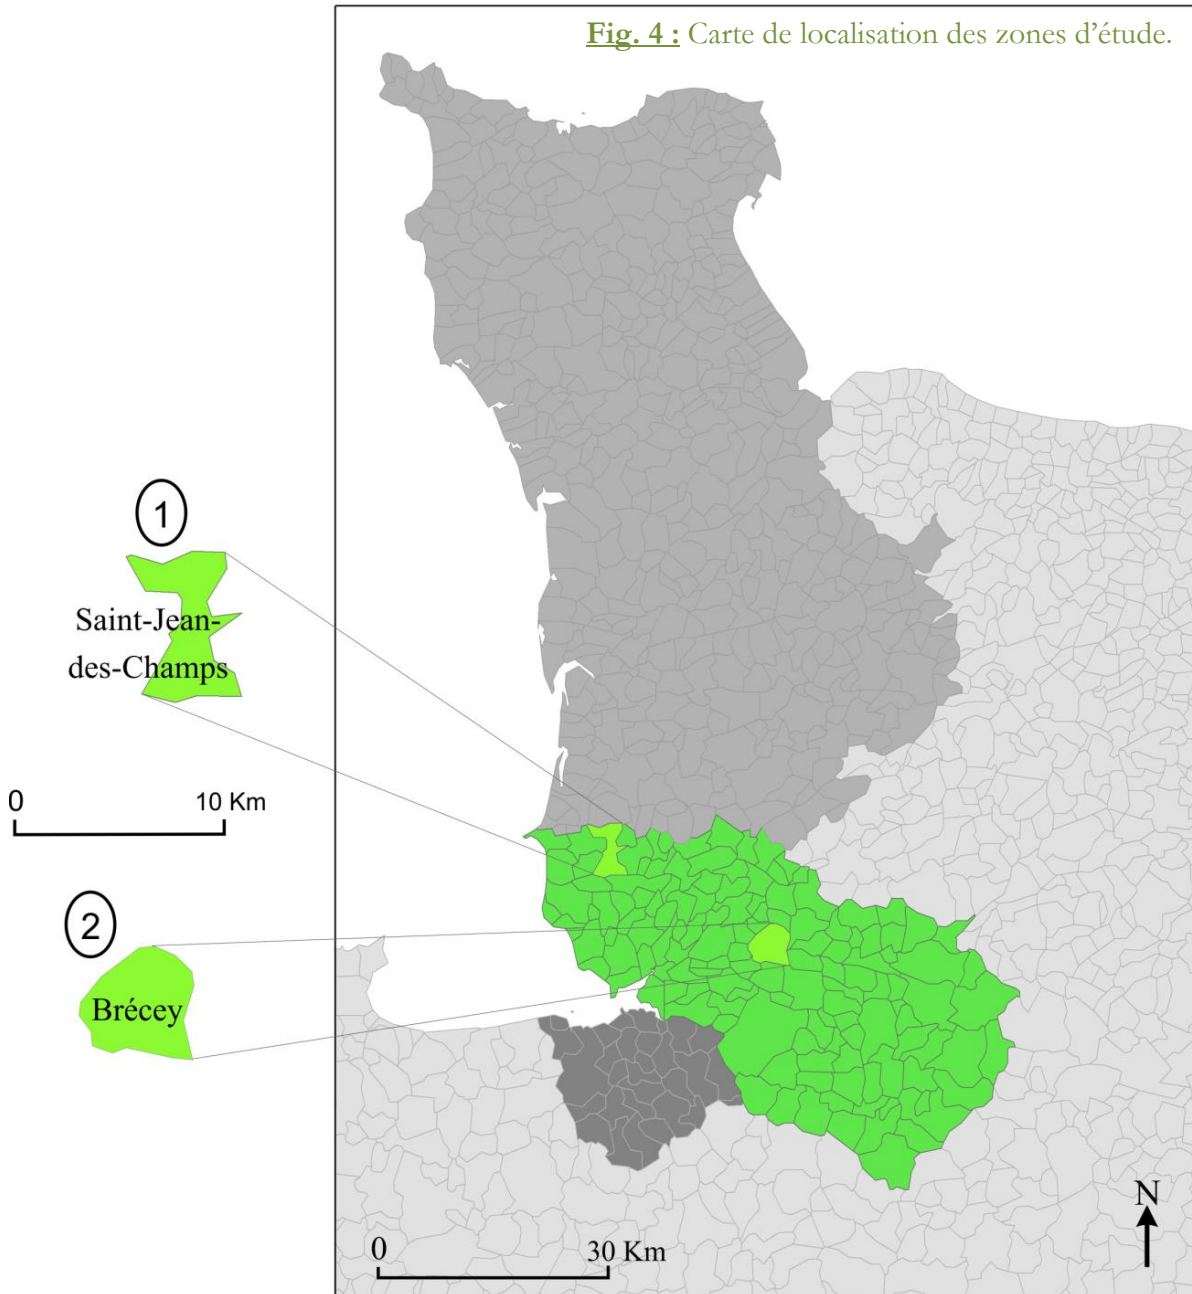 Fig. 4 : Carte de localisation des zones d’étude.
1
Saint-Jean-
des-Champs
0 10 Km
2
Brécey
N
0 30 Km